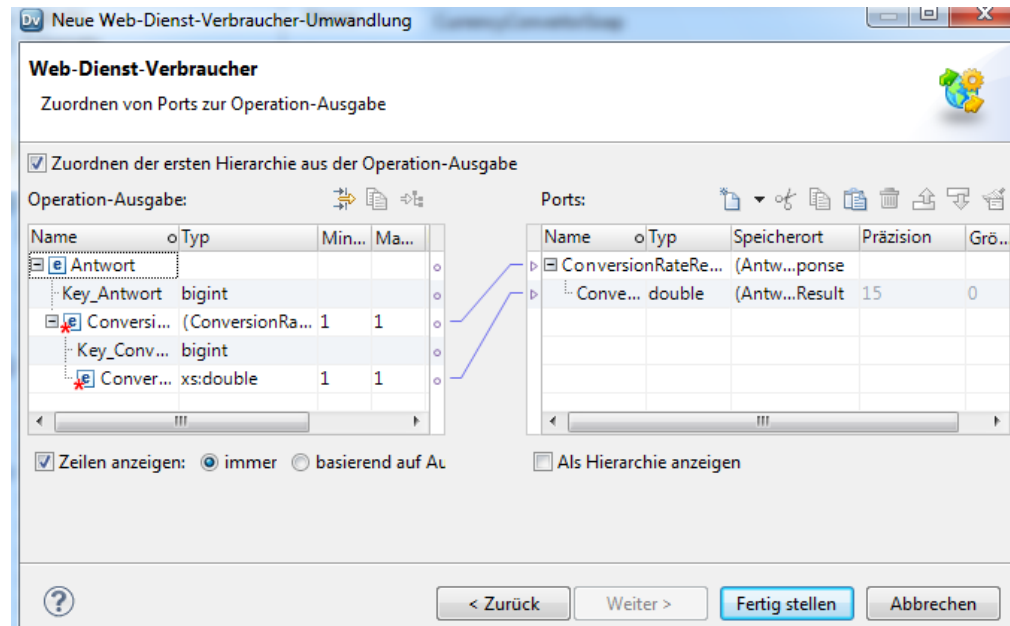 Neue Web-Dienst-Verbraucher-Umwandlung
Web-Dienst-Verbraucher
Zuordnen von Ports zur Operation-Ausgabe
Zuordnen der ersten Hierarchie aus der Operation-Ausgabe
Operation-Ausgabe:
Ports:
Name Typ Min... Ma...
Antwort
Key_Antwort bigint
Conversi... (ConversionRa... 1 1
Key_Conv... bigint
Conver... xs:double 1 1
Name Typ Speicherort Präzision Grö...
ConversionRateRe... (Antw...ponse
Conve... double (Antw...Result 15 0
Zeilen anzeigen: immer basierend auf Au
Als Hierarchie anzeigen
< Zurück Weiter > Fertig stellen Abbrechen